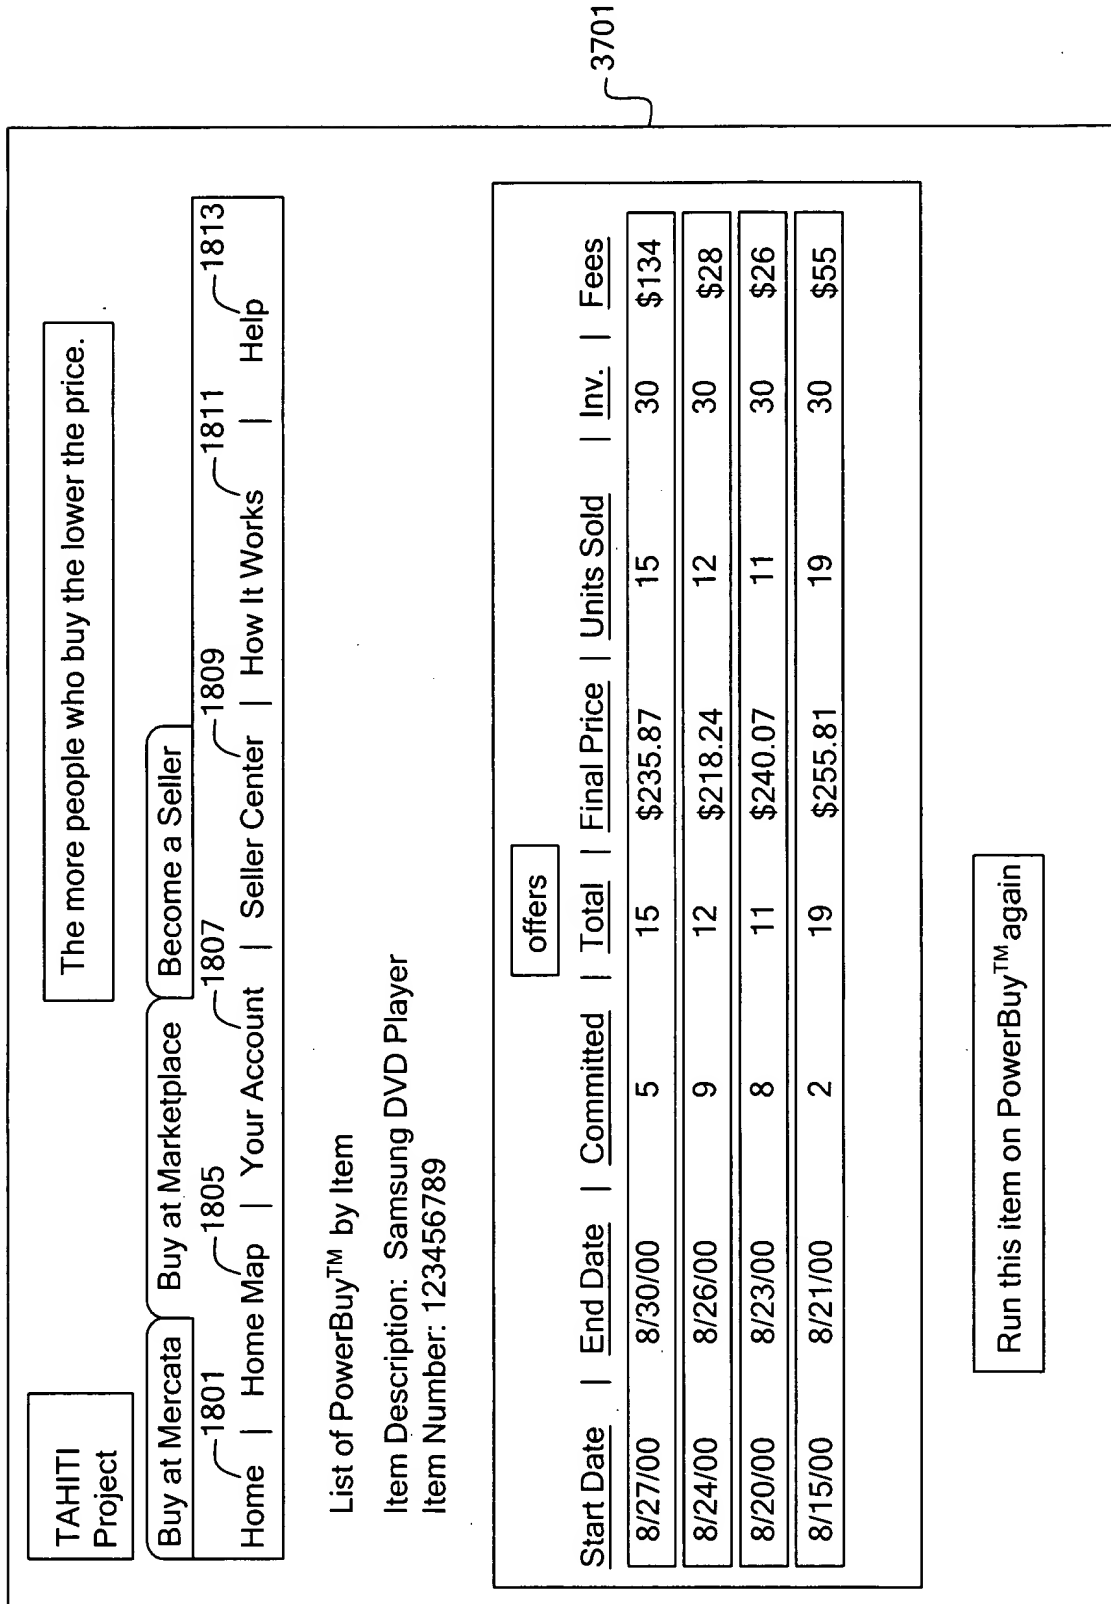 TAHITI
Project
The more people who buy the lower the price.
Buy at Mercata Buy at Marketplace Become a Seller
1801 1805 1807 1809 1811 1813
Home | Home Map | Your Account | Seller Center | How It Works | Help
List of PowerBuy™ by Item
Item Description: Samsung DVD Player
Item Number: 123456789
offers
Start Date | End Date | Committed | Total | Final Price | Units Sold | Inv. | Fees
8/27/00 8/30/00 5 15 $235.87 15 30 $134
8/24/00 8/26/00 9 12 $218.24 12 30 $28
8/20/00 8/23/00 8 11 $240.07 11 30 $26
8/15/00 8/21/00 2 19 $255.81 19 30 $55
3701
Run this item on PowerBuy™ again